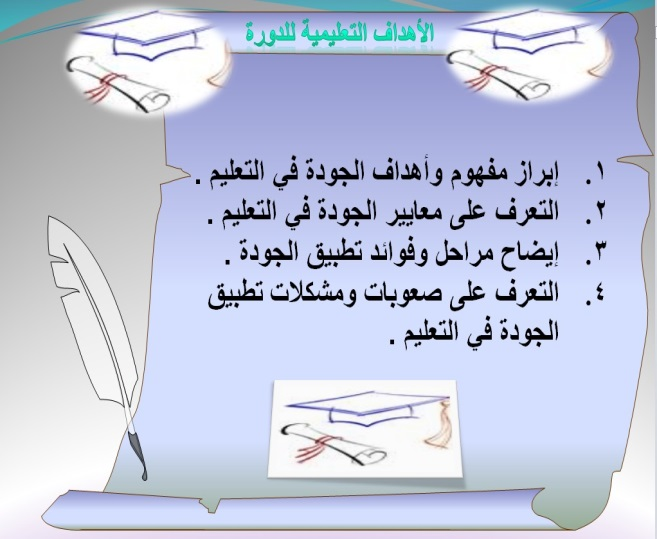 الأهداف التعليمية للدورة
١. إبراز مفهوم وأهداف الجودة في التعليم .
٢. التعرف على معايير الجودة في التعليم .
٣. إيضاح مراحل وفوائد تطبيق الجودة .
٤. التعرف على صعوبات ومشكلات تطبيق
الجودة في التعليم .